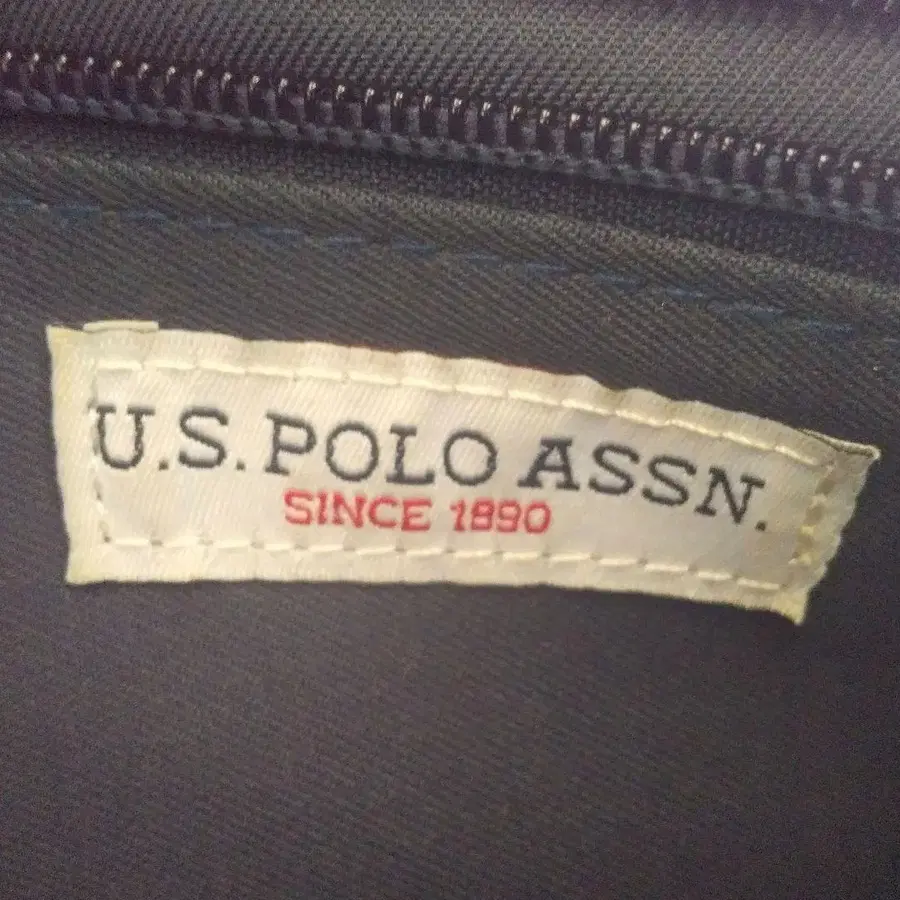 U.S. POLO ASSN.
SINCE 1890